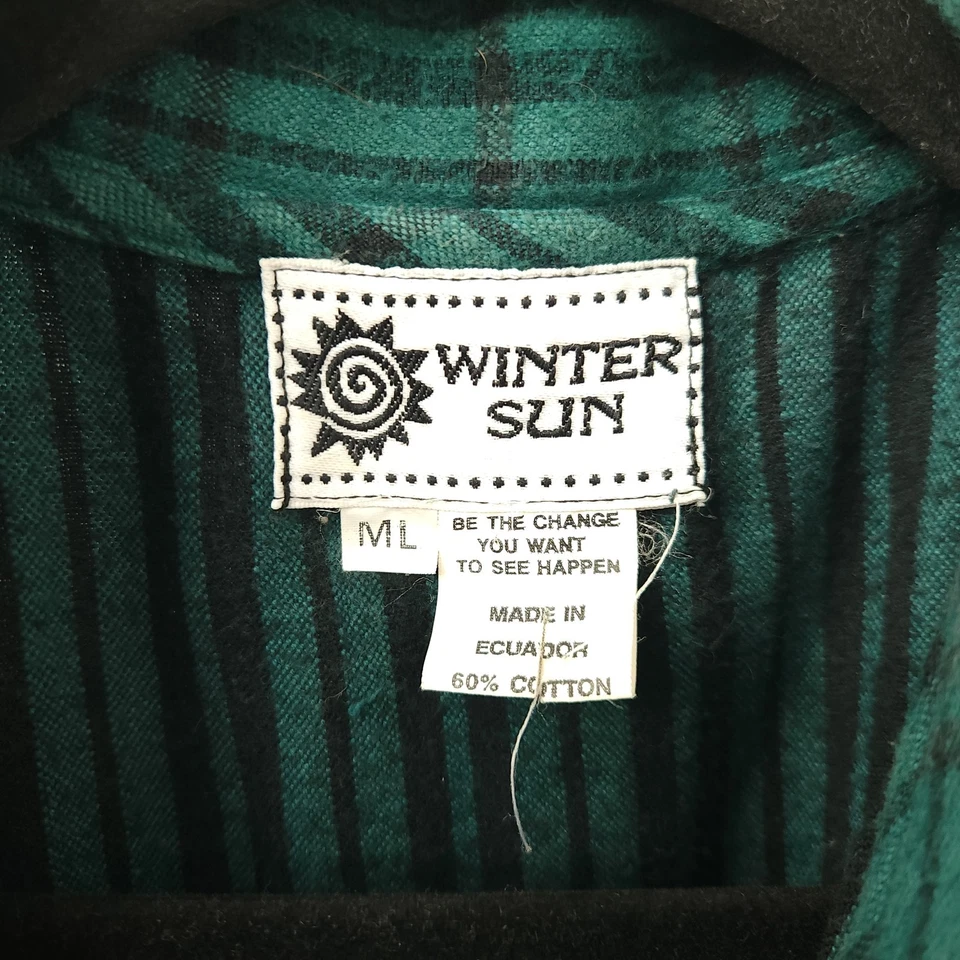 WINTER
SUN
ML
BE THE CHANGE
YOU WANT
TO SEE HAPPEN
MADE IN
ECUADOR
60% COTTON